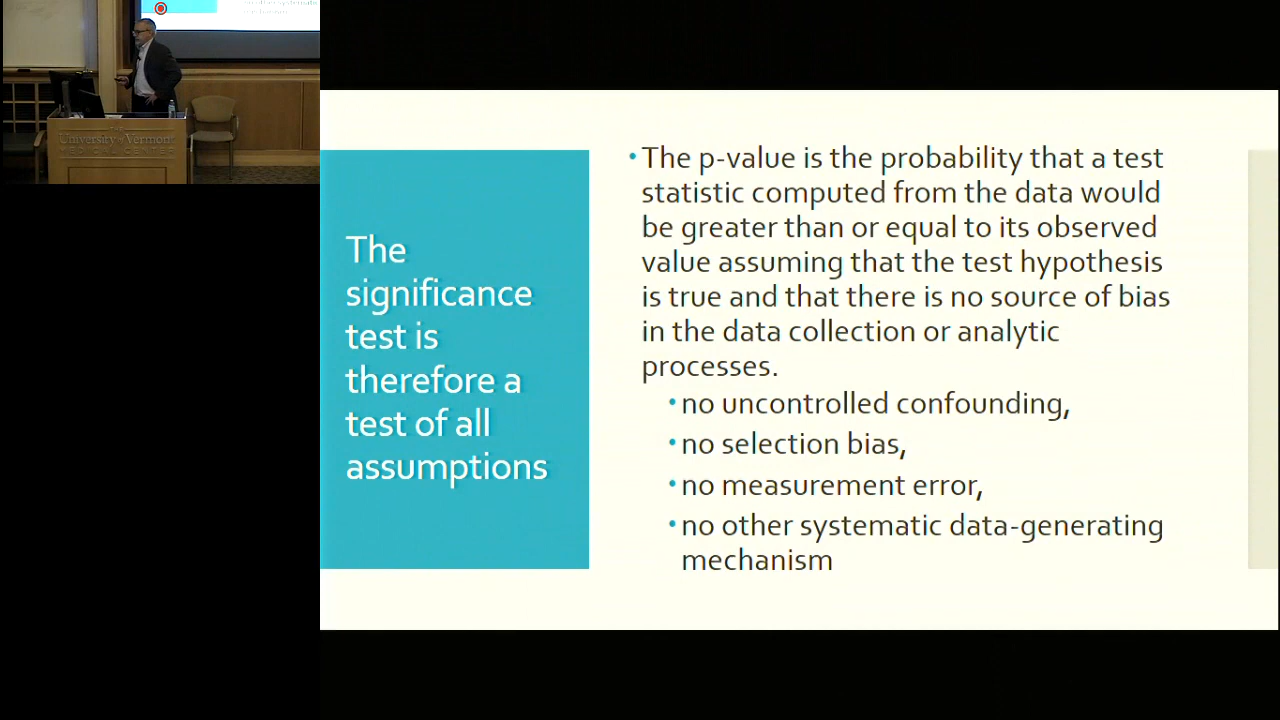 THE
University of Vermont
MEDICAL CENTER
The
significance
test is
therefore a
test of all
assumptions
• The p-value is the probability that a test
statistic computed from the data would
be greater than or equal to its observed
value assuming that the test hypothesis
is true and that there is no source of bias
in the data collection or analytic
processes.
• no uncontrolled confounding,
• no selection bias,
• no measurement error,
• no other systematic data-generating
mechanism